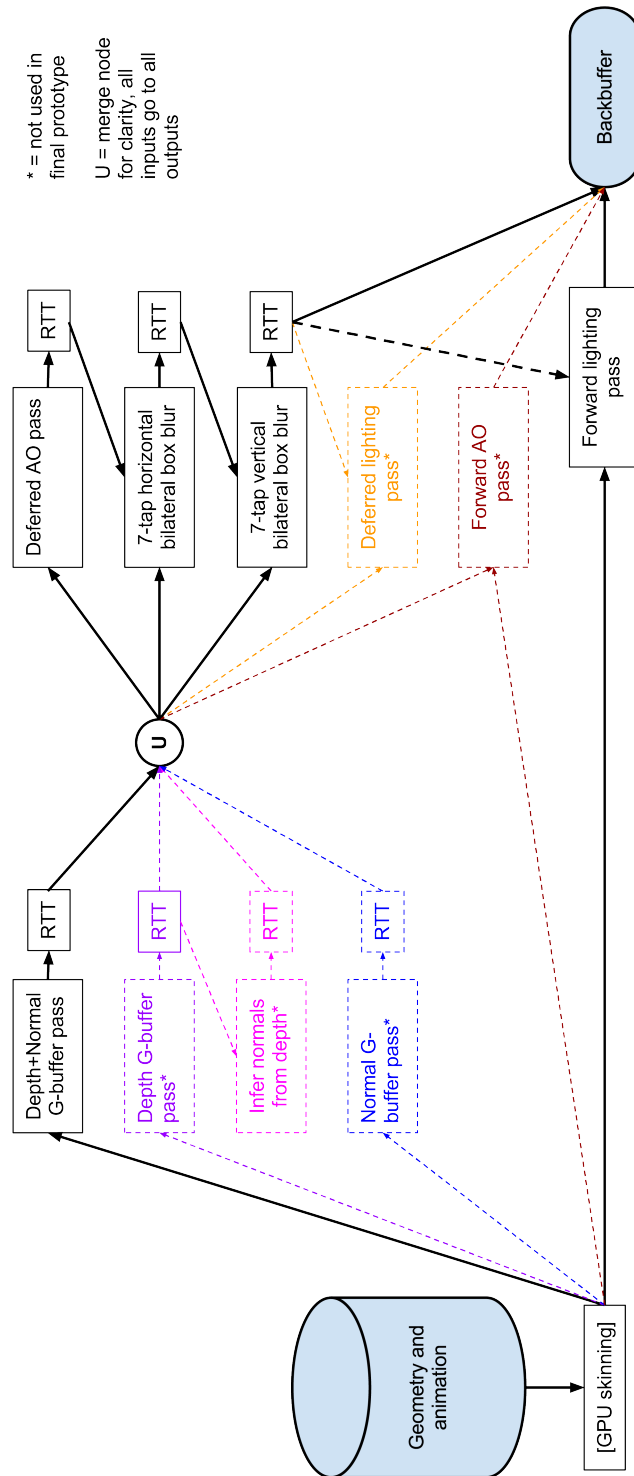 Geometry and
animation
[GPU skinning]
Depth+Normal
G-buffer pass
RTT
Depth G-buffer
pass*
RTT
Infer normals
from depth*
RTT
Normal G-
buffer pass*
RTT
U
Deferred AO pass
RTT
7-tap horizontal
bilateral box blur
RTT
7-tap vertical
bilateral box blur
RTT
Deferred lighting
pass*
Forward AO
pass*
Forward lighting
pass
Backbuffer
* = not used in
final prototype
U = merge node
for clarity, all
inputs go to all
outputs